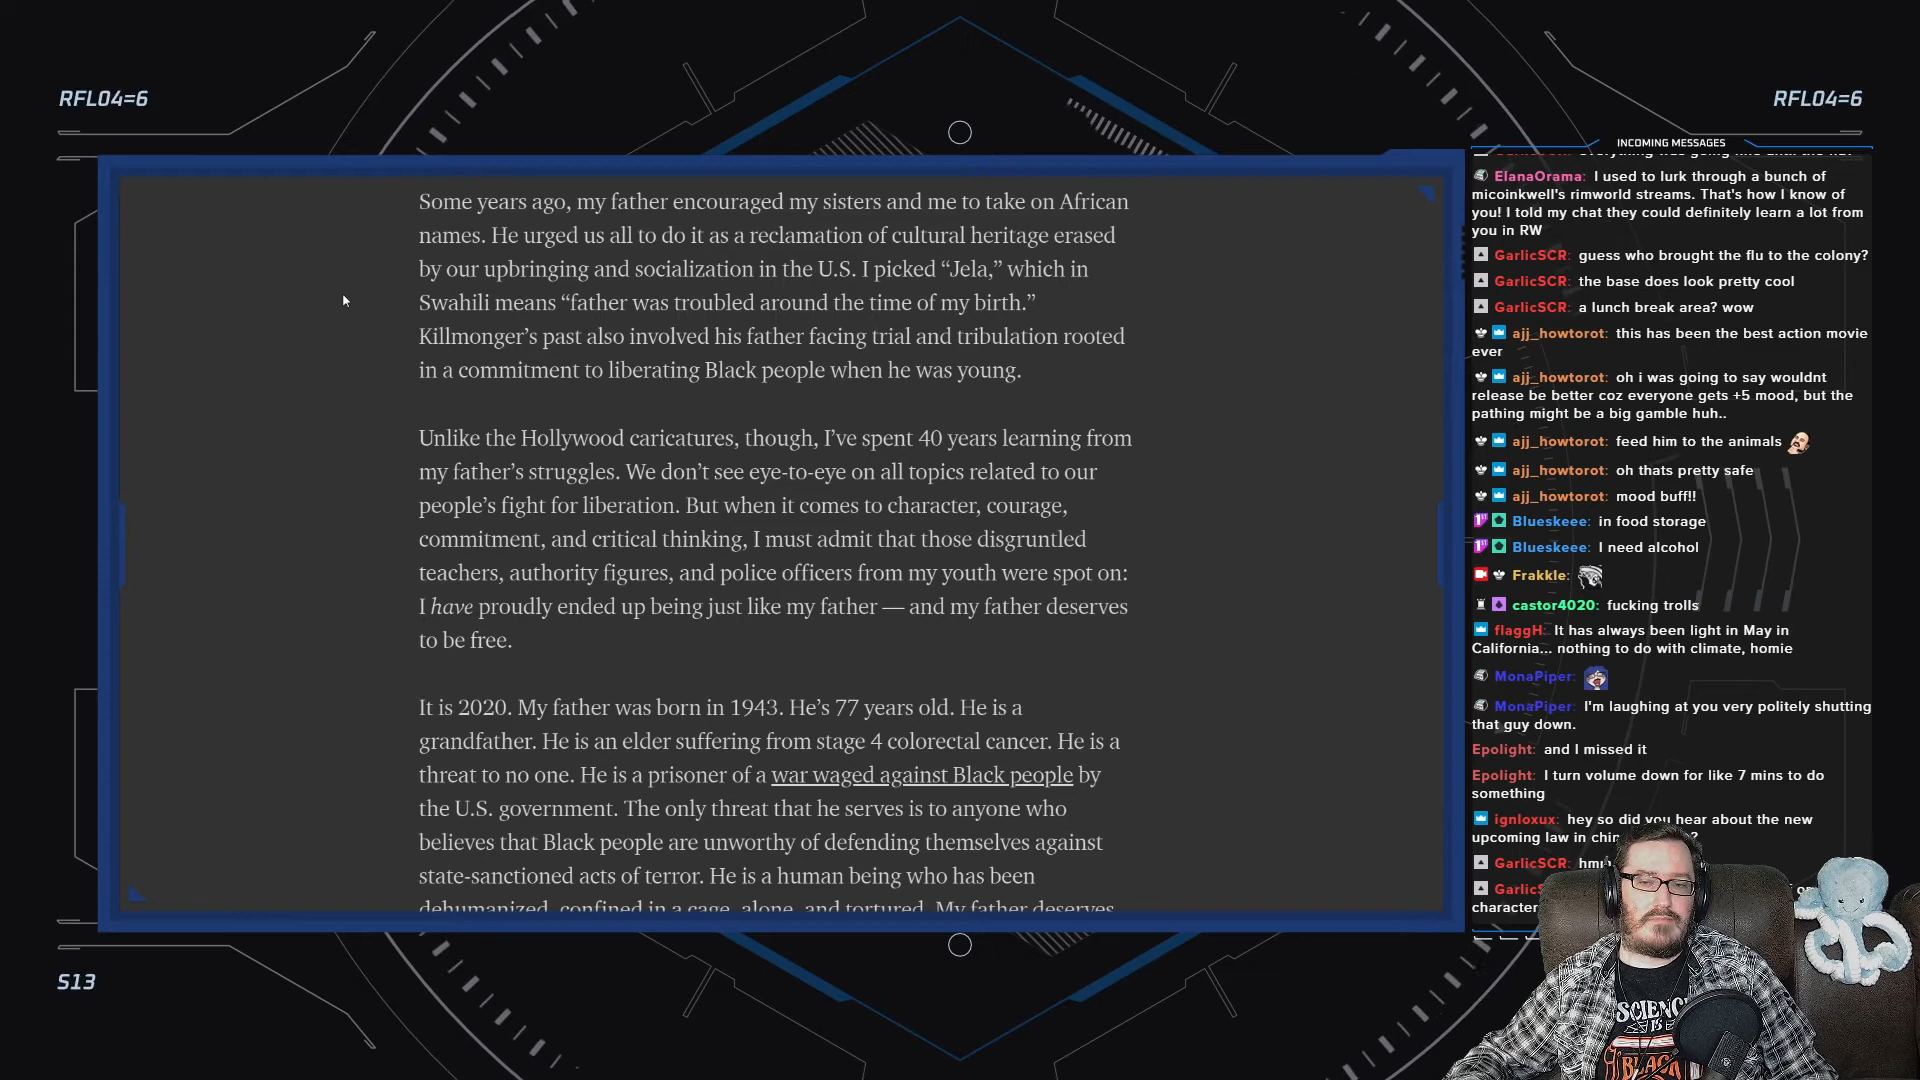 RFL04=6
RFL04=6
S13
Some years ago, my father encouraged my sisters and me to take on African
names. He urged us all to do it as a reclamation of cultural heritage erased
by our upbringing and socialization in the U.S. I picked “Jela,” which in
Swahili means “father was troubled around the time of my birth.”
Killmonger’s past also involved his father facing trial and tribulation rooted
in a commitment to liberating Black people when he was young.
Unlike the Hollywood caricatures, though, I’ve spent 40 years learning from
my father’s struggles. We don’t see eye-to-eye on all topics related to our
people’s fight for liberation. But when it comes to character, courage,
commitment, and critical thinking, I must admit that those disgruntled
teachers, authority figures, and police officers from my youth were spot on:
I have proudly ended up being just like my father — and my father deserves
to be free.
It is 2020. My father was born in 1943. He’s 77 years old. He is a
grandfather. He is an elder suffering from stage 4 colorectal cancer. He is a
threat to no one. He is a prisoner of a war waged against Black people by
the U.S. government. The only threat that he serves is to anyone who
believes that Black people are unworthy of defending themselves against
state-sanctioned acts of terror. He is a human being who has been
dehumanized, confined in a cage, alone, and tortured. My father deserves
INCOMING MESSAGES
ElanaOrama: I used to lurk through a bunch of
micoinkwell's rimworld streams. That's how I know of
you! I told my chat they could definitely learn a lot from
you in RW
GarlicSCR: guess who brought the flu to the colony?
GarlicSCR: the base does look pretty cool
GarlicSCR: a lunch break area? wow
ajj_howtorot: this has been the best action movie
ever
ajj_howtorot: oh i was going to say wouldnt
release be better coz everyone gets +5 mood, but the
pathing might be a big gamble huh..
ajj_howtorot: feed him to the animals
ajj_howtorot: oh thats pretty safe
ajj_howtorot: mood buff!!
Blueskeee: in food storage
Blueskeee: I need alcohol
Frakkle:
castor4020: fucking trolls
flaggH: It has always been light in May in
California... nothing to do with climate, homie
MonaPiper:
MonaPiper: I'm laughing at you very politely shutting
that guy down.
Epolight: and I missed it
Epolight: I turn volume down for like 7 mins to do
something
ignloxux: hey so did you hear about the new
upcoming law in
GarlicSCR:
character
SCIENCE
IS
BLACK